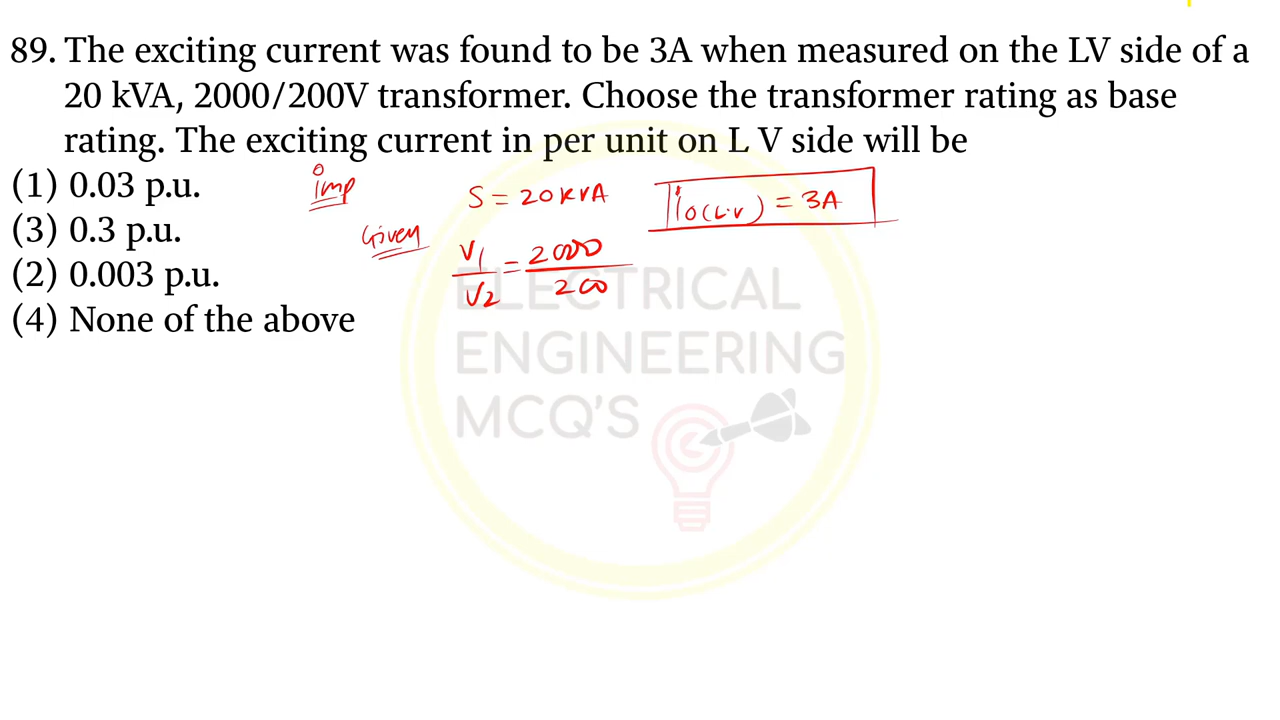 89. The exciting current was found to be 3A when measured on the LV side of a
20 kVA, 2000/200V transformer. Choose the transformer rating as base
rating. The exciting current in per unit on L V side will be
(1) 0.03 p.u.
(3) 0.3 p.u.
(2) 0.003 p.u.
(4) None of the above
imp
Given
S = 20KVA
V1/V2 = 2000/200
I0(L.V) = 3A
ELECTRICAL
ENGINEERING
MCQ'S